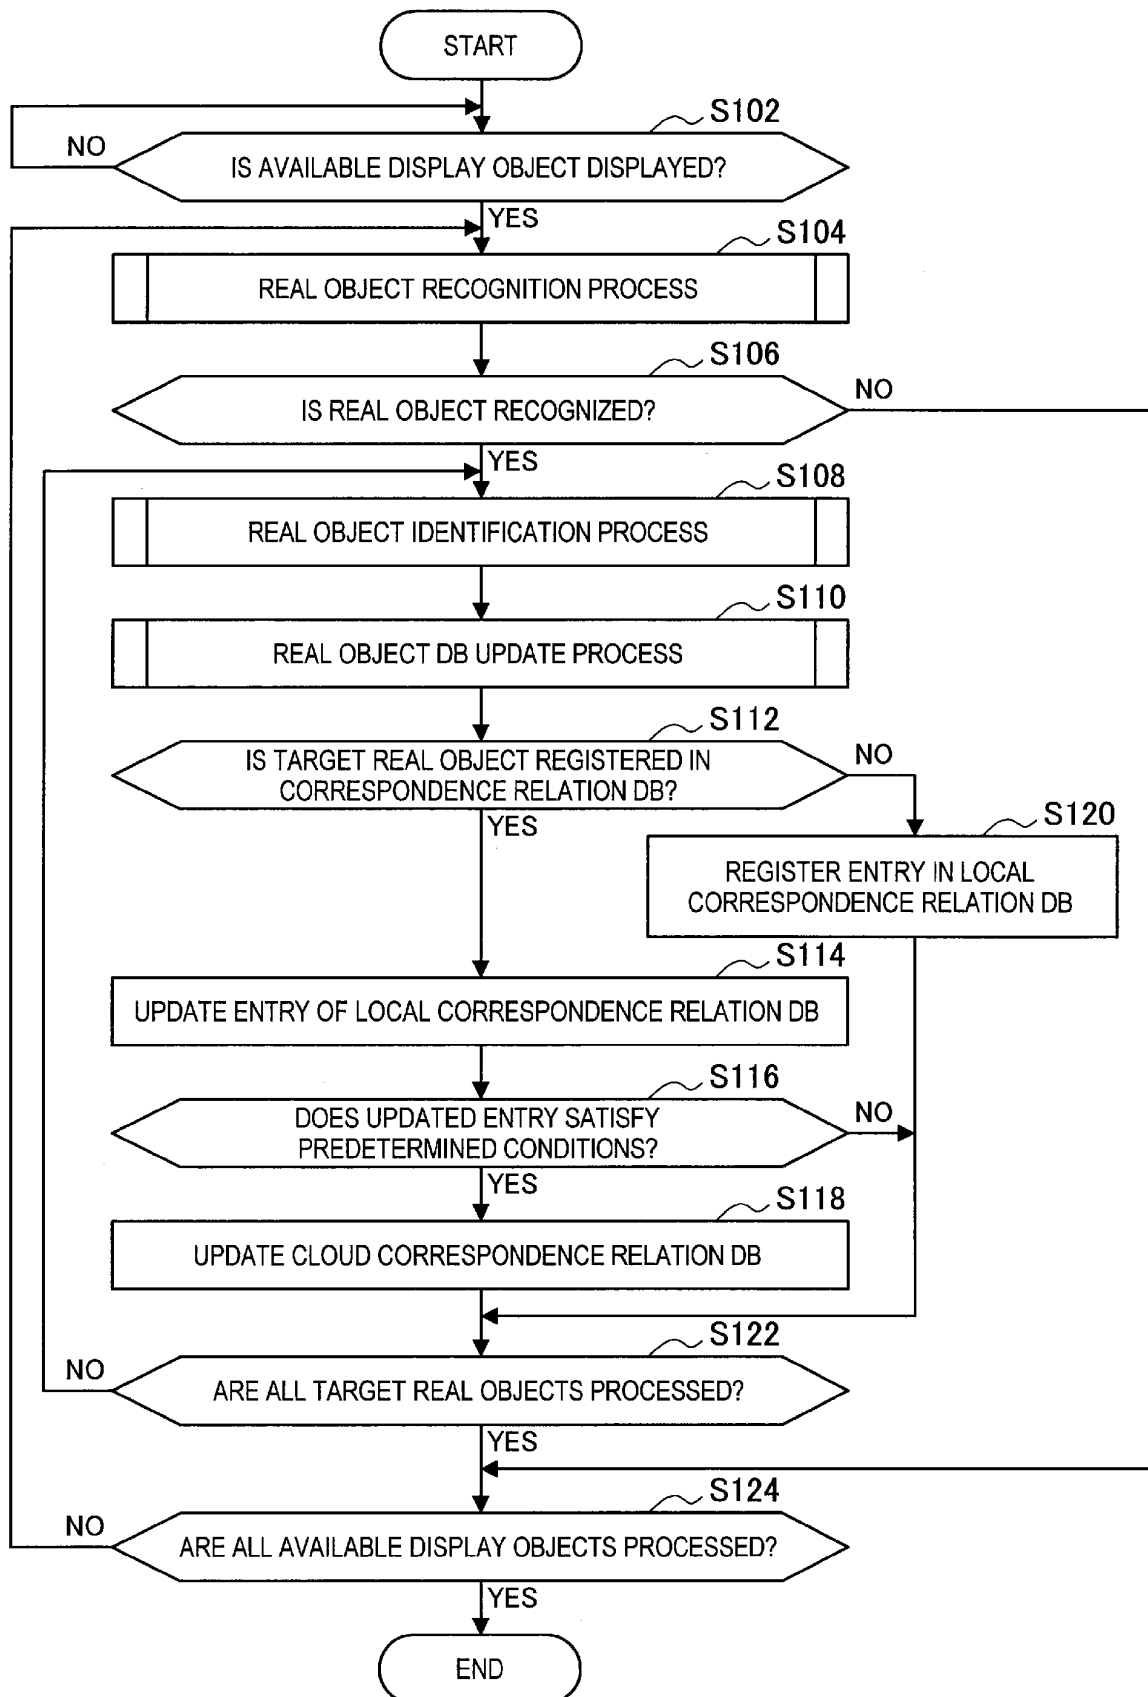 START
S102
NO
IS AVAILABLE DISPLAY OBJECT DISPLAYED?
YES
S104
REAL OBJECT RECOGNITION PROCESS
S106
NO
IS REAL OBJECT RECOGNIZED?
YES
S108
REAL OBJECT IDENTIFICATION PROCESS
S110
REAL OBJECT DB UPDATE PROCESS
S112
NO
IS TARGET REAL OBJECT REGISTERED IN
CORRESPONDENCE RELATION DB?
YES
S120
REGISTER ENTRY IN LOCAL
CORRESPONDENCE RELATION DB
S114
UPDATE ENTRY OF LOCAL CORRESPONDENCE RELATION DB
S116
NO
DOES UPDATED ENTRY SATISFY
PREDETERMINED CONDITIONS?
YES
S118
UPDATE CLOUD CORRESPONDENCE RELATION DB
S122
NO
ARE ALL TARGET REAL OBJECTS PROCESSED?
YES
S124
NO
ARE ALL AVAILABLE DISPLAY OBJECTS PROCESSED?
YES
END